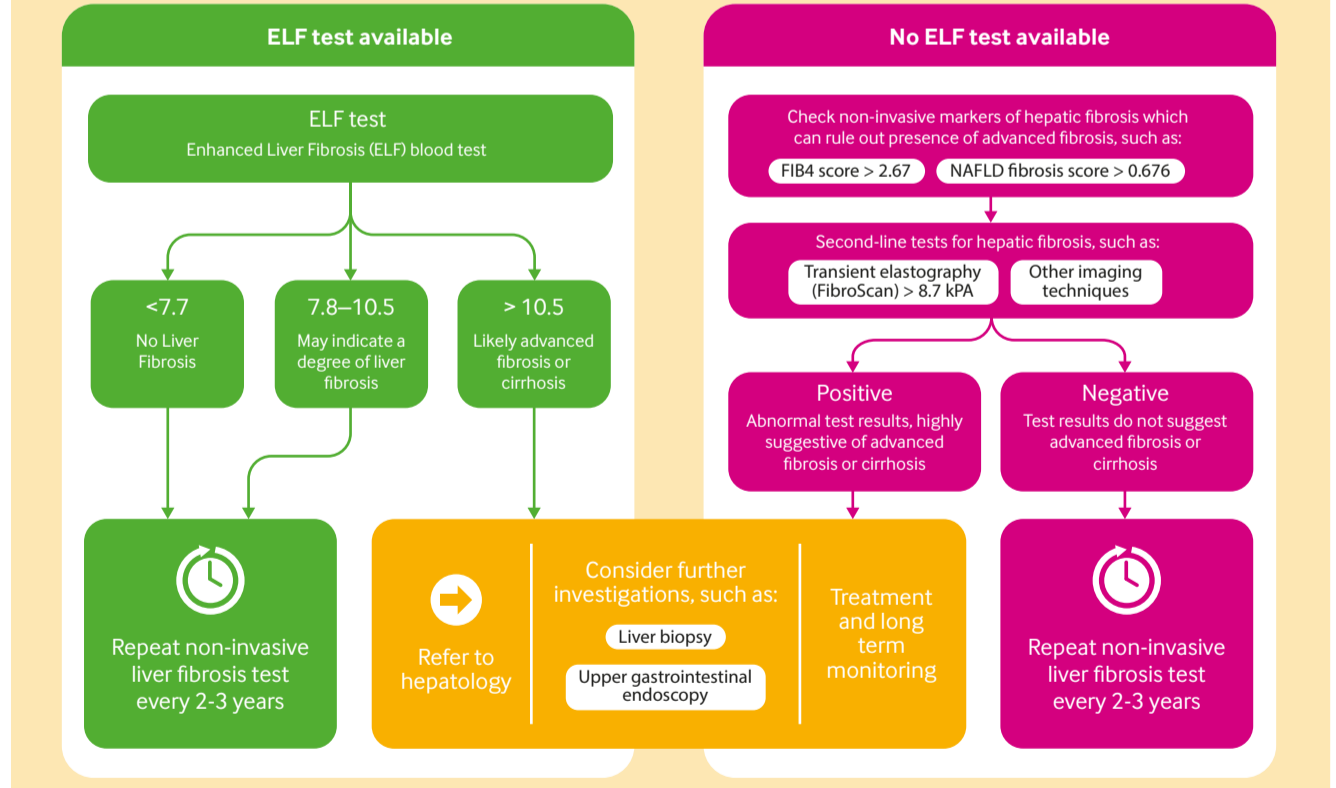 ELF test available
ELF test
Enhanced Liver Fibrosis (ELF) blood test
<7.7
No Liver
Fibrosis
7.8–10.5
May indicate a
degree of liver
fibrosis
> 10.5
Likely advanced
fibrosis or
cirrhosis
Repeat non-invasive
liver fibrosis test
every 2-3 years
No ELF test available
Check non-invasive markers of hepatic fibrosis which
can rule out presence of advanced fibrosis, such as:
FIB4 score > 2.67
NAFLD fibrosis score > 0.676
Second-line tests for hepatic fibrosis, such as:
Transient elastography
(FibroScan) > 8.7 kPA
Other imaging
techniques
Positive
Abnormal test results, highly
suggestive of advanced
fibrosis or cirrhosis
Negative
Test results do not suggest
advanced fibrosis or
cirrhosis
Refer to
hepatology
Consider further
investigations, such as:
Liver biopsy
Upper gastrointestinal
endoscopy
Treatment
and long
term
monitoring
Repeat non-invasive
liver fibrosis test
every 2-3 years